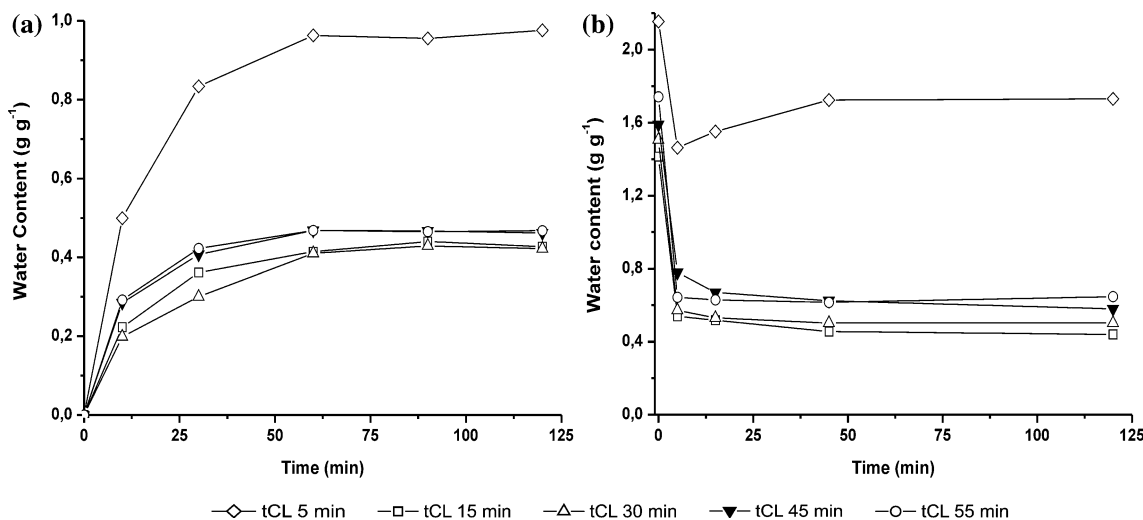 (a)
1,0
0,8
0,6
0,4
0,2
0,0
Water Content (g g⁻¹)
0 25 50 75 100 125
Time (min)
(b)
2,0
1,6
1,2
0,8
0,4
0,0
Water content (g g⁻¹)
0 25 50 75 100 125
Time (min)
tCL 5 min tCL 15 min tCL 30 min tCL 45 min tCL 55 min